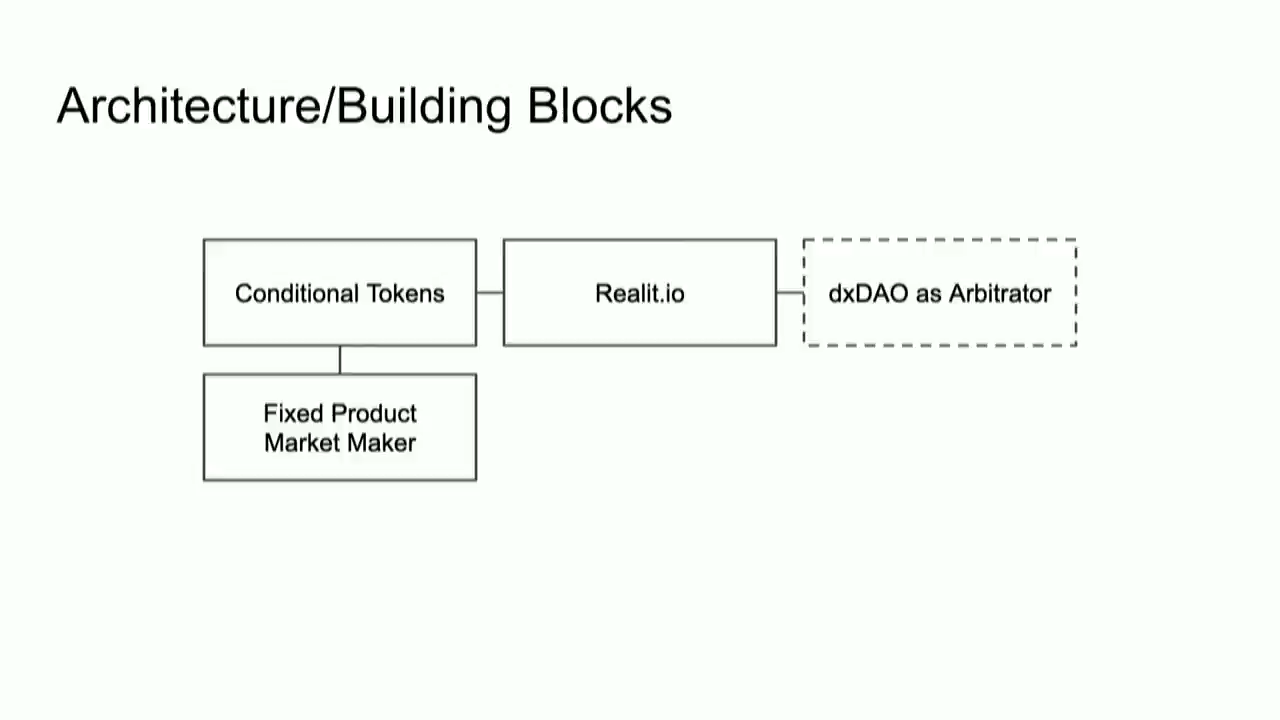 Architecture/Building Blocks
Conditional Tokens
Realit.io
dxDAO as Arbitrator
Fixed Product
Market Maker